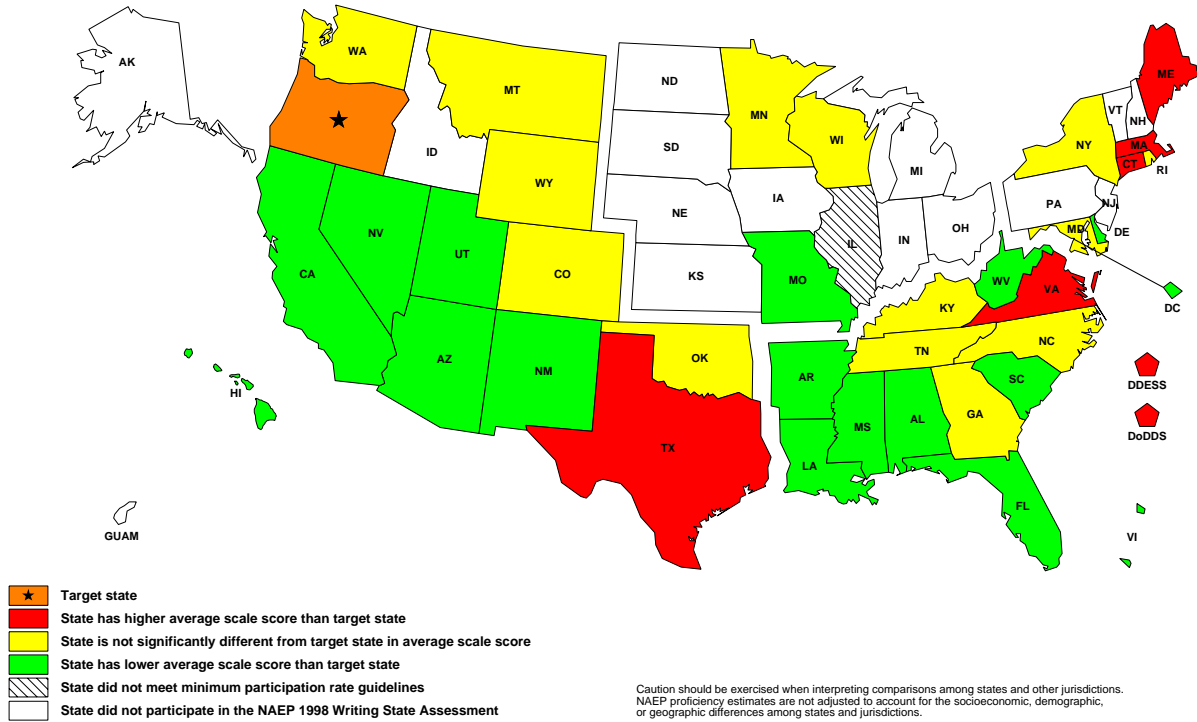 AK
WA
MT
ND
MN
ME
VT
NH
ID
SD
WI
MI
NY
MA
CT
RI
WY
NE
IA
PA
NJ
NV
UT
CO
KS
IL
IN
OH
MD
DE
CA
MO
WV
VA
DC
KY
AZ
NM
OK
AR
TN
NC
SC
DDESS
HI
TX
MS
AL
GA
DoDDS
LA
FL
GUAM
VI
Target state
State has higher average scale score than target state
State is not significantly different from target state in average scale score
State has lower average scale score than target state
State did not meet minimum participation rate guidelines
State did not participate in the NAEP 1998 Writing State Assessment
Caution should be exercised when interpreting comparisons among states and other jurisdictions.
NAEP proficiency estimates are not adjusted to account for the socioeconomic, demographic,
or geographic differences among states and jurisdictions.